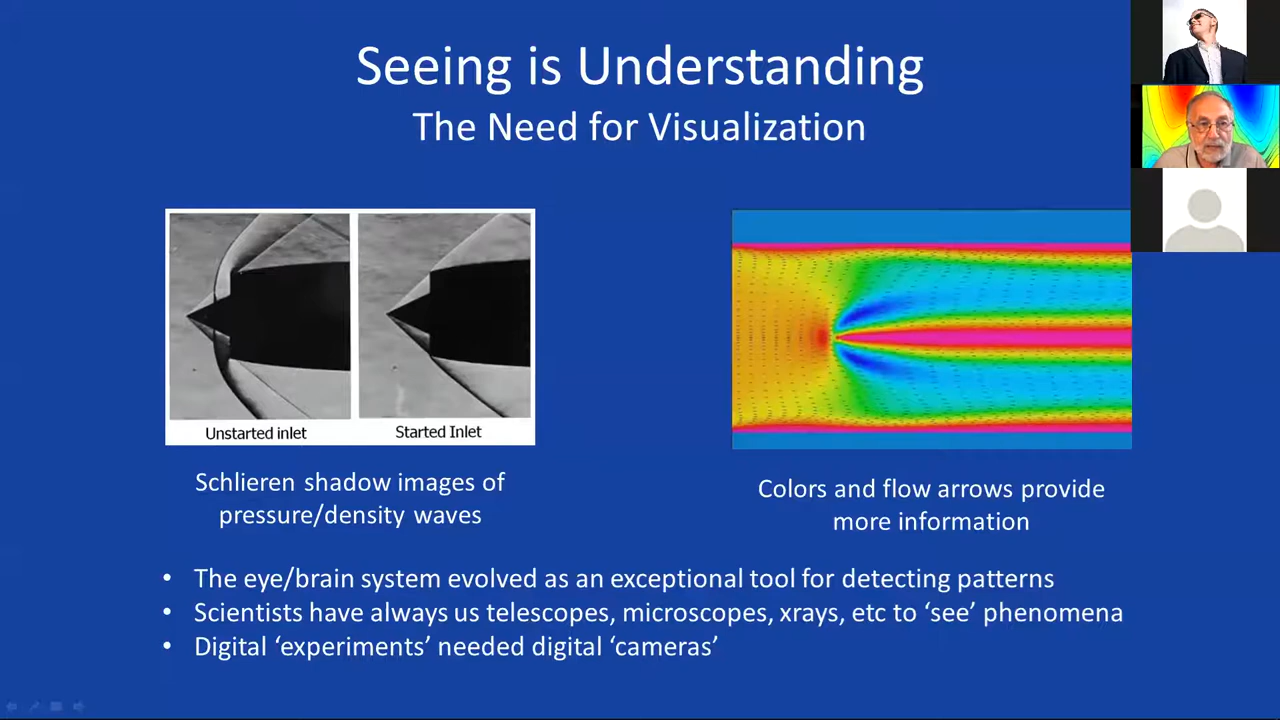 Seeing is Understanding
The Need for Visualization
Unstarted inlet
Started Inlet
Schlieren shadow images of
pressure/density waves
Colors and flow arrows provide
more information
• The eye/brain system evolved as an exceptional tool for detecting patterns
• Scientists have always us telescopes, microscopes, xrays, etc to ‘see’ phenomena
• Digital ‘experiments’ needed digital ‘cameras’